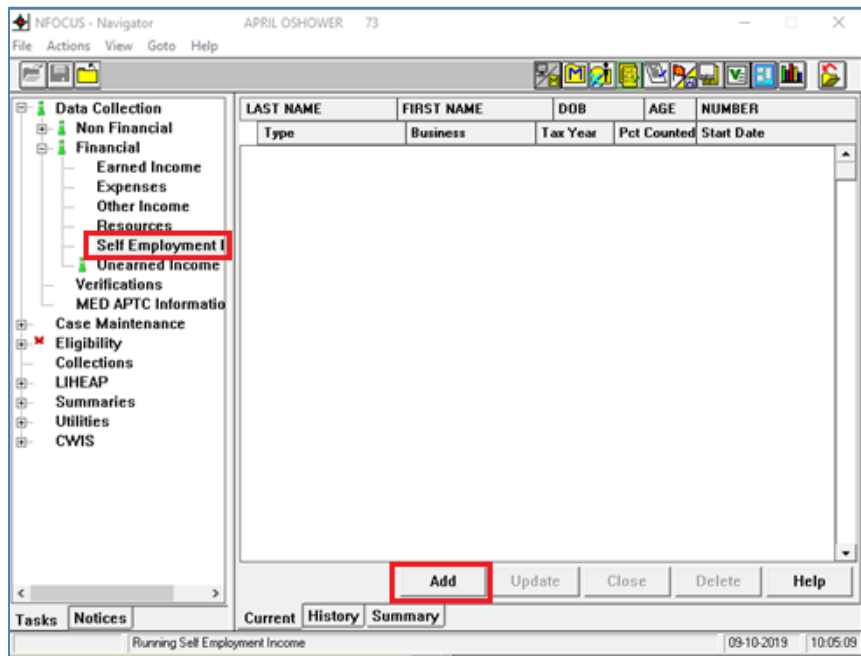 NFOCUS - Navigator APRIL OSHOWER 73
File Actions View Goto Help
Data Collection
Non Financial
Financial
Earned Income
Expenses
Other Income
Resources
Self Employment I
Unearned Income
Verifications
MED APTC Informatio
Case Maintenance
Eligibility
Collections
LIHEAP
Summaries
Utilities
CWIS
Tasks Notices
LAST NAME FIRST NAME DOB AGE NUMBER
Type Business Tax Year Pct Counted Start Date
Add Update Close Delete Help
Current History Summary
Running Self Employment Income 09-10-2019 10:05:09